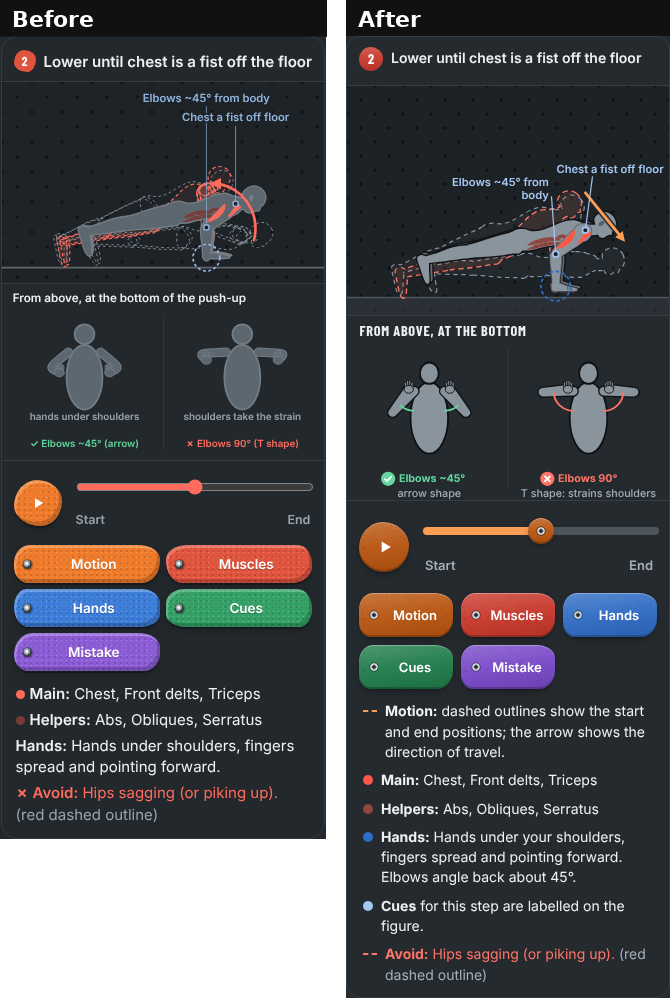 Before
2 Lower until chest is a fist off the floor
Elbows ~45° from body
Chest a fist off floor
From above, at the bottom of the push-up
hands under shoulders
shoulders take the strain
✓ Elbows ~45° (arrow)
× Elbows 90° (T shape)
Start
End
Motion
Muscles
Hands
Cues
Mistake
Main: Chest, Front delts, Triceps
Helpers: Abs, Obliques, Serratus
Hands: Hands under shoulders, fingers
spread and pointing forward.
× Avoid: Hips sagging (or piking up).
(red dashed outline)
After
2 Lower until chest is a fist off the floor
Chest a fist off floor
Elbows ~45° from
body
FROM ABOVE, AT THE BOTTOM
✓ Elbows ~45°
arrow shape
× Elbows 90°
T shape: strains shoulders
Start
End
Motion
Muscles
Hands
Cues
Mistake
Motion: dashed outlines show the start
and end positions; the arrow shows the
direction of travel.
Main: Chest, Front delts, Triceps
Helpers: Abs, Obliques, Serratus
Hands: Hands under your shoulders,
fingers spread and pointing forward.
Elbows angle back about 45°.
Cues for this step are labelled on the
figure.
Avoid: Hips sagging (or piking up). (red
dashed outline)